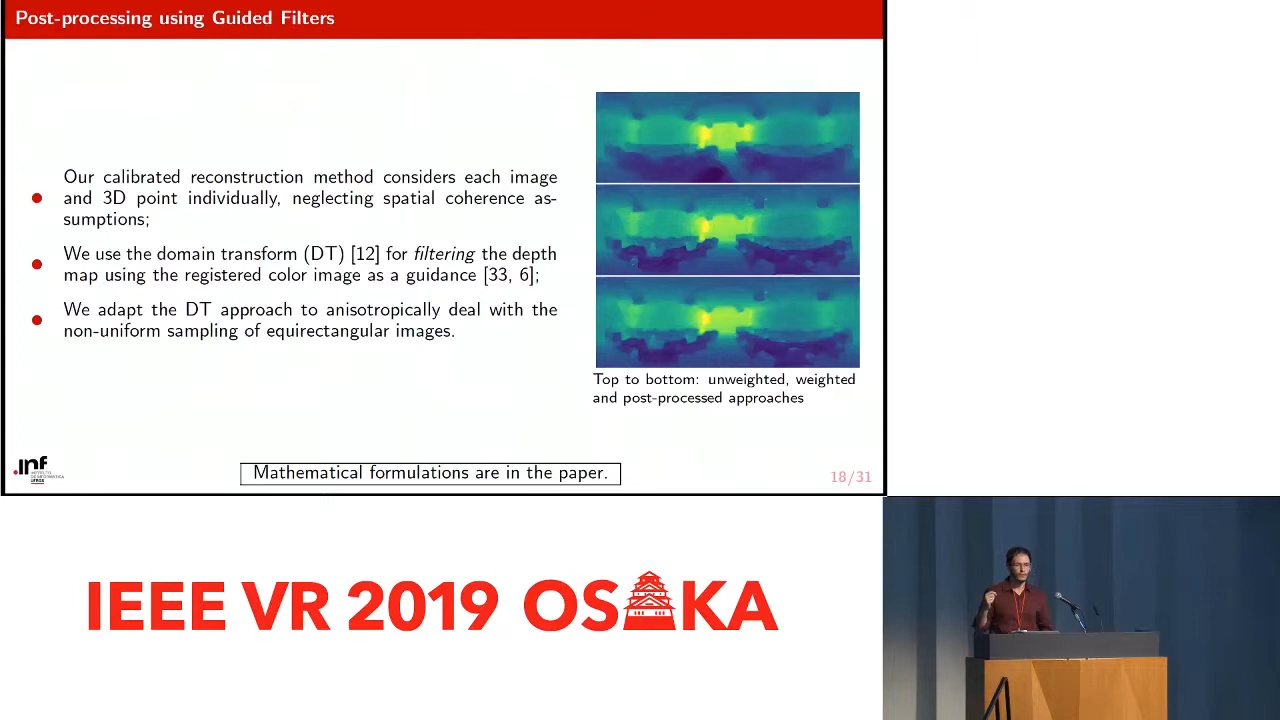 Post-processing using Guided Filters
Our calibrated reconstruction method considers each image
and 3D point individually, neglecting spatial coherence as-
sumptions;
We use the domain transform (DT) [12] for filtering the depth
map using the registered color image as a guidance [33, 6];
We adapt the DT approach to anisotropically deal with the
non-uniform sampling of equirectangular images.
Top to bottom: unweighted, weighted
and post-processed approaches
.inf
INSTITUTO
DE INFORMÁTICA
UFRGS
Mathematical formulations are in the paper.
18/31
IEEE VR 2019 OSAKA